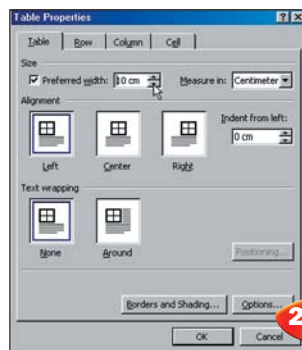 Table Properties
Table Row Column Cell
Size
Preferred width: 10 cm Measure in: Centimeter
Alignment
Indent from left:
0 cm
Left Center Right
Text wrapping
None Around
Positioning...
Borders and Shading... Options...
2
OK Cancel